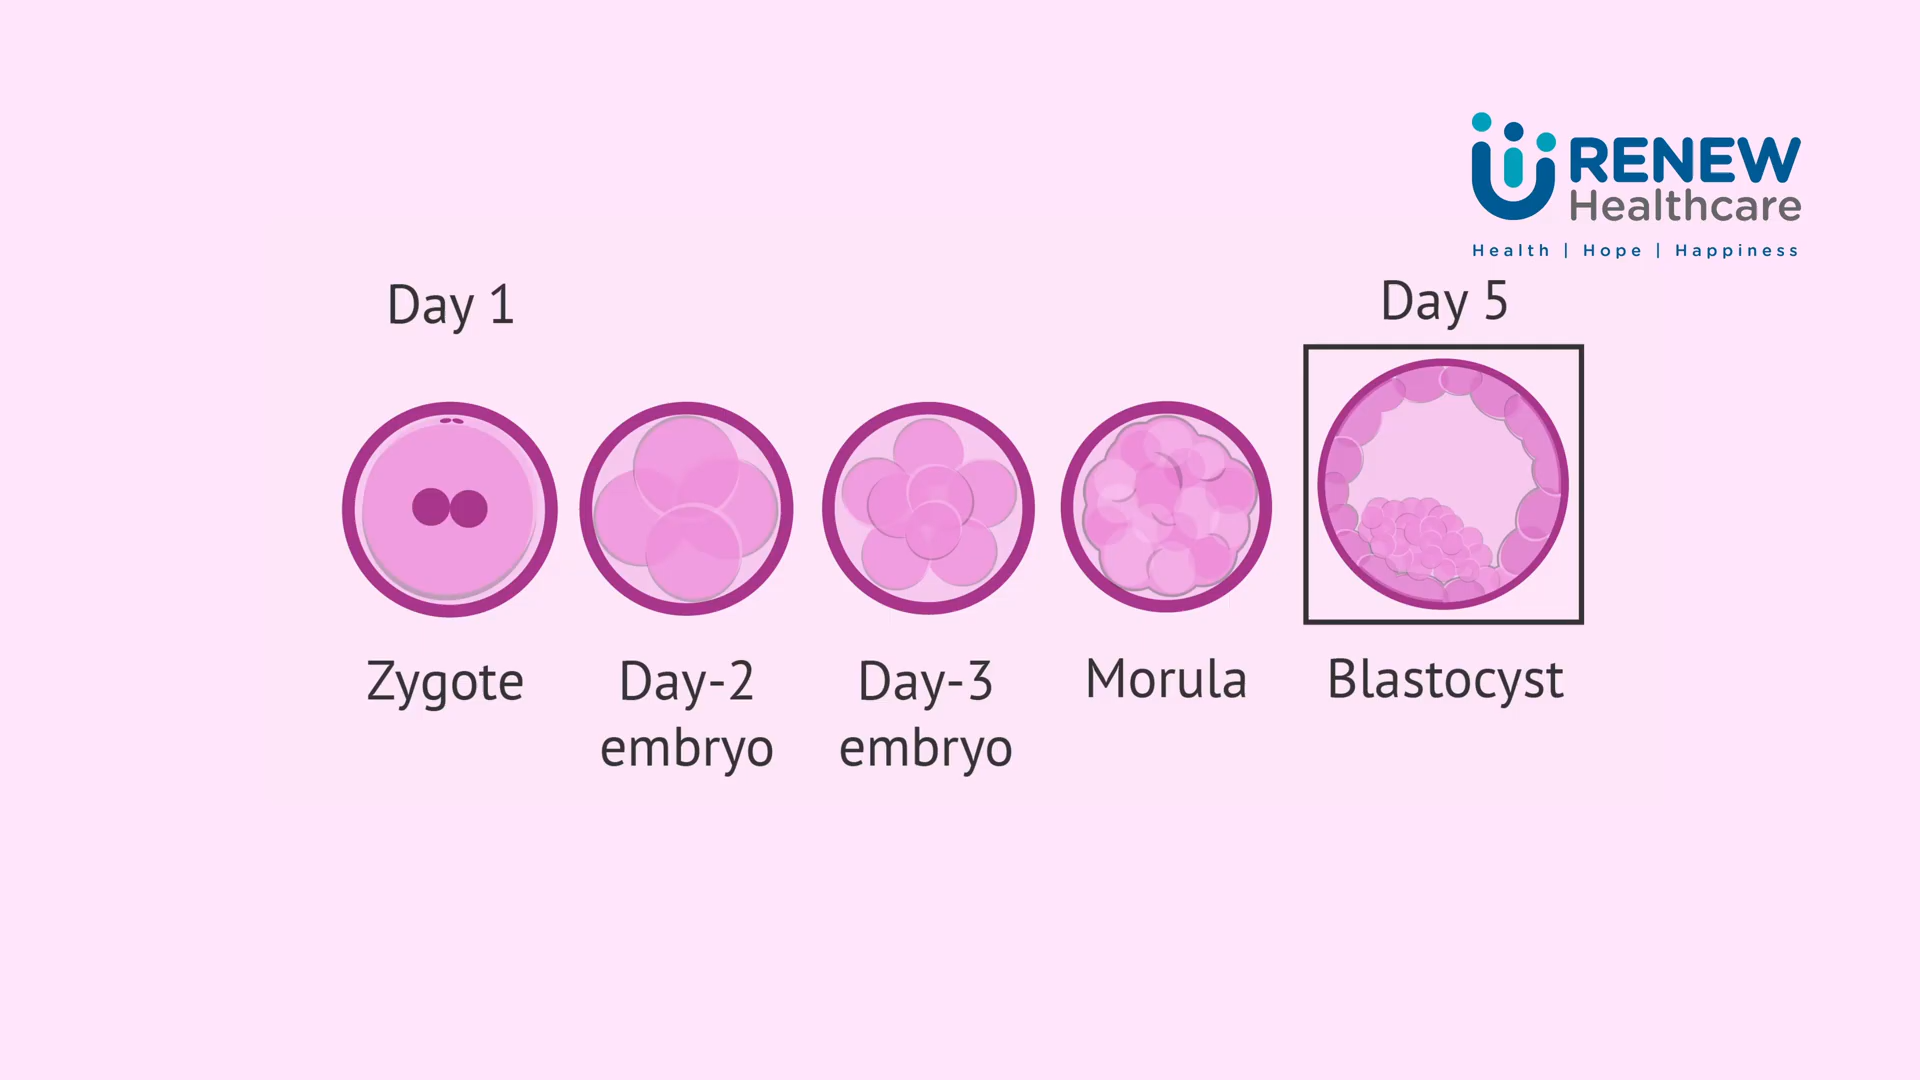 RENEW
Healthcare
Health | Hope | Happiness
Day 1
Day 5
Zygote
Day-2
embryo
Day-3
embryo
Morula
Blastocyst